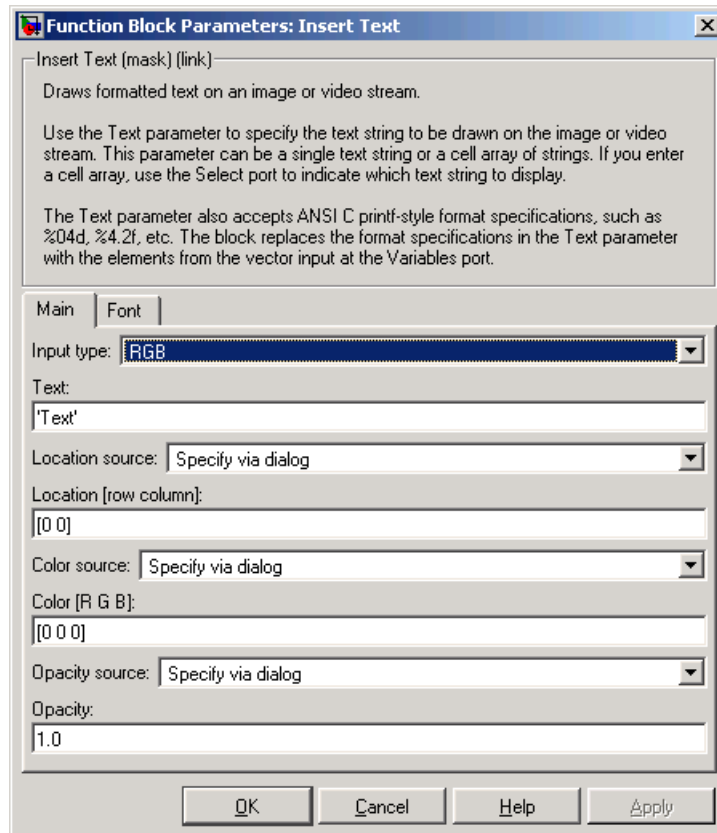 Function Block Parameters: Insert Text
Insert Text (mask) (link)
Draws formatted text on an image or video stream.
Use the Text parameter to specify the text string to be drawn on the image or video
stream. This parameter can be a single text string or a cell array of strings. If you enter
a cell array, use the Select port to indicate which text string to display.
The Text parameter also accepts ANSI C printf-style format specifications, such as
%04d, %4.2f, etc. The block replaces the format specifications in the Text parameter
with the elements from the vector input at the Variables port.
Main Font
Input type: RGB
Text:
'Text'
Location source: Specify via dialog
Location [row column]:
[0 0]
Color source: Specify via dialog
Color [R G B]:
[0 0 0]
Opacity source: Specify via dialog
Opacity:
1.0
OK Cancel Help Apply